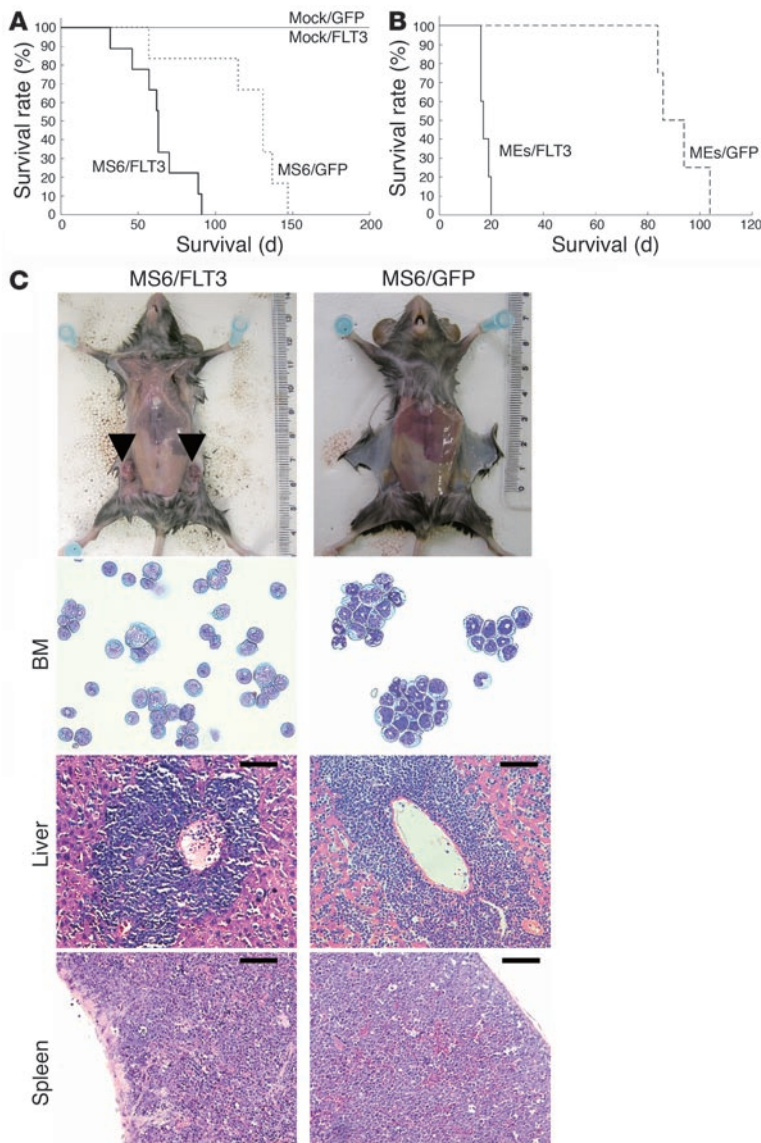 A
Survival rate (%)
100
90
80
70
60
50
40
30
20
10
0
Mock/GFP
Mock/FLT3
MS6/FLT3
MS6/GFP
0
50
100
150
200
Survival (d)
B
Survival rate (%)
100
90
80
70
60
50
40
30
20
10
0
MEs/FLT3
MEs/GFP
0
20
40
60
80
100
120
Survival (d)
C
MS6/FLT3
MS6/GFP
BM
Liver
Spleen